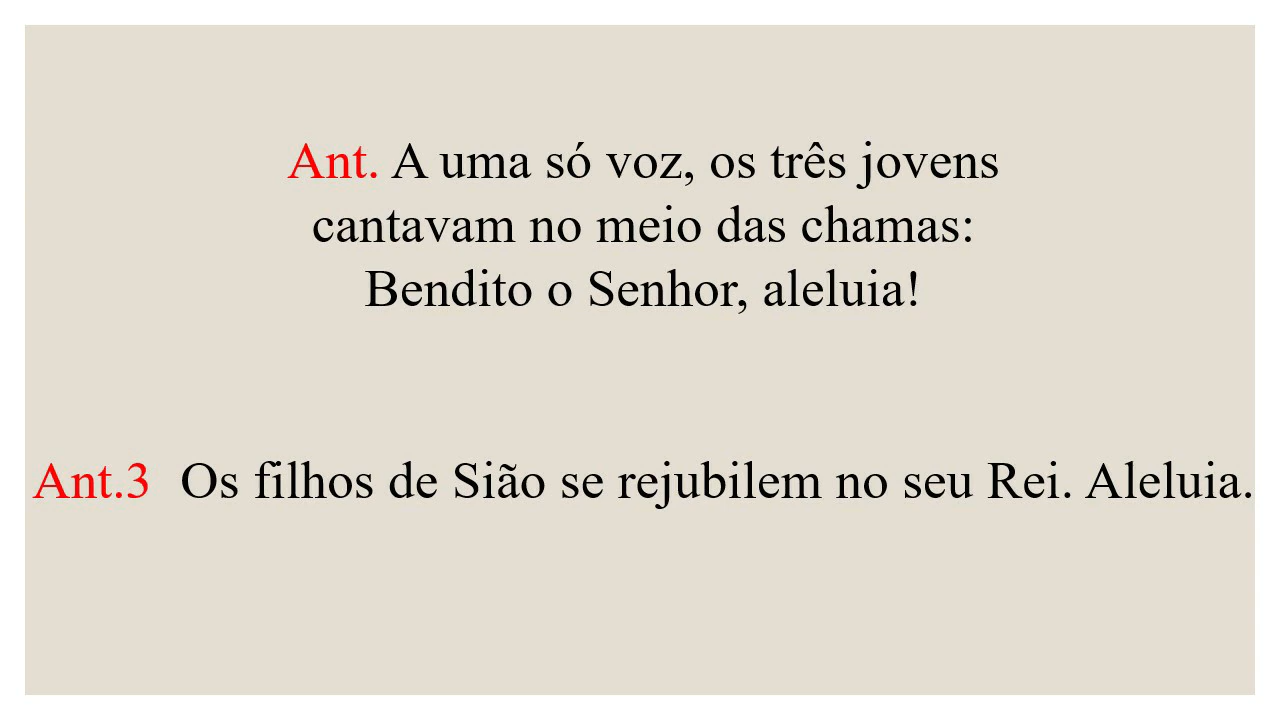 Ant. A uma só voz, os três jovens
cantavam no meio das chamas:
Bendito o Senhor, aleluia!
Ant.3 Os filhos de Sião se rejubilem no seu Rei. Aleluia.